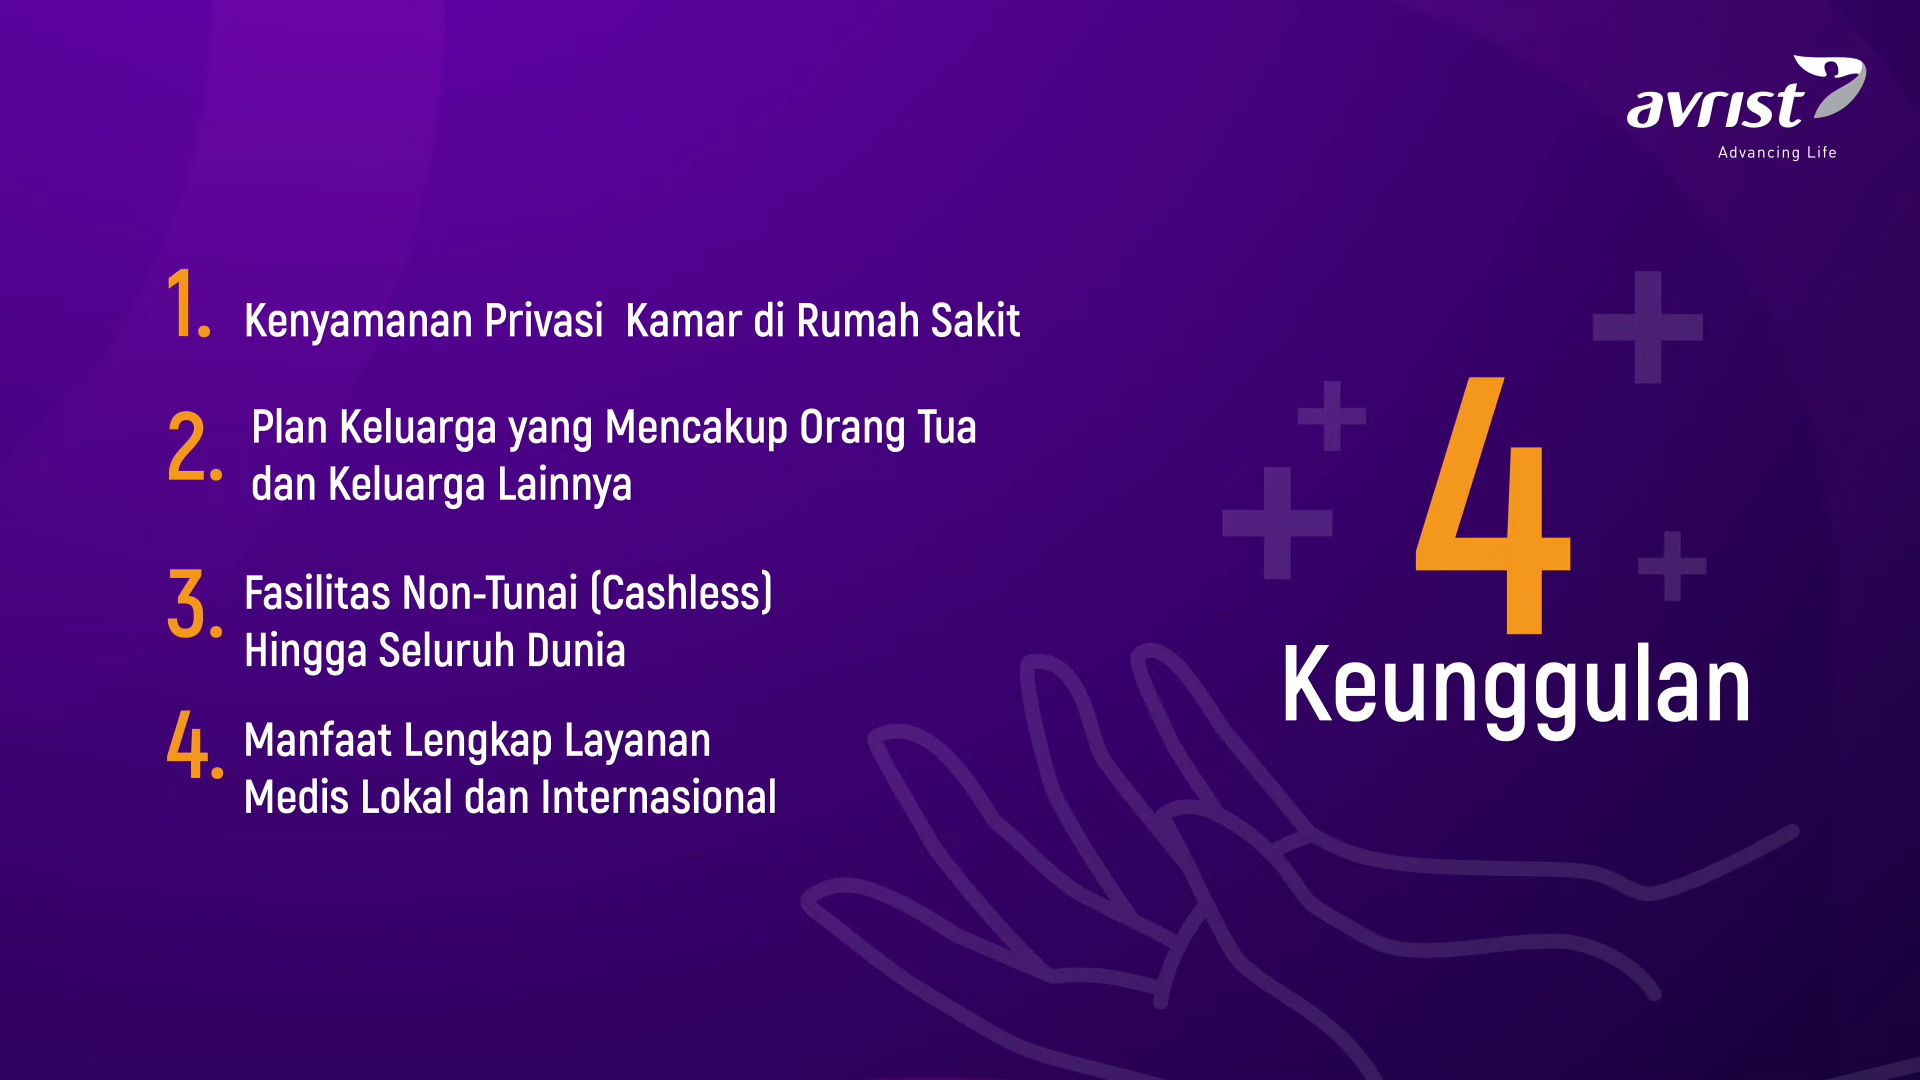 avrist
Advancing Life
1. Kenyamanan Privasi  Kamar di Rumah Sakit
2. Plan Keluarga yang Mencakup Orang Tua
dan Keluarga Lainnya
3. Fasilitas Non-Tunai (Cashless)
Hingga Seluruh Dunia
4. Manfaat Lengkap Layanan
Medis Lokal dan Internasional
4
Keunggulan